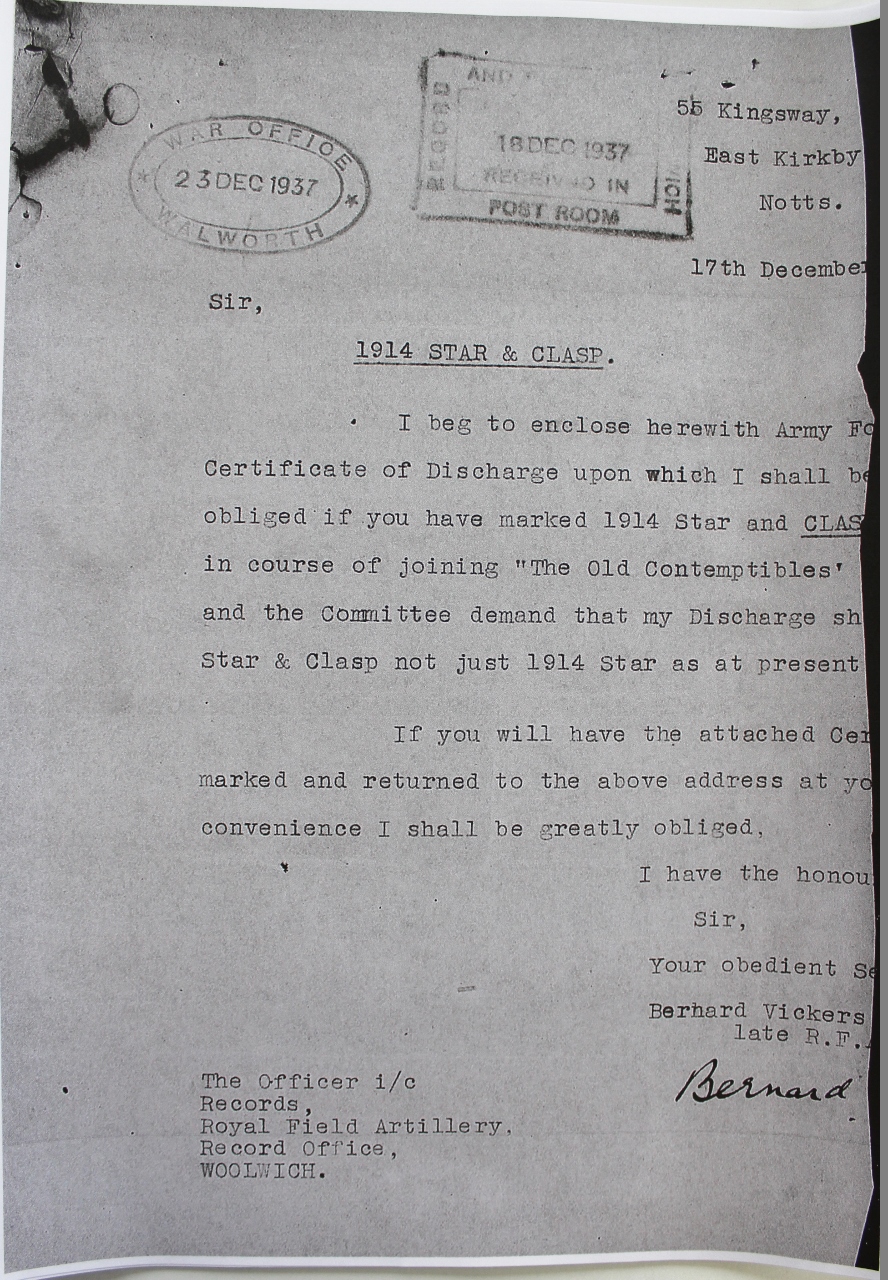 WAR OFFICE
23 DEC 1937
WALWORTH
AND
18 DEC 1937
RECEIVED IN
POST ROOM
55 Kingsway,
East Kirkby
Notts.
17th December
Sir,
1914 STAR & CLASP.
I beg to enclose herewith Army Fo
Certificate of Discharge upon which I shall be
obliged if you have marked 1914 Star and CLAS
in course of joining "The Old Contemptibles'
and the Committee demand that my Discharge sh
Star & Clasp not just 1914 Star as at present
If you will have the attached Cer
marked and returned to the above address at yo
convenience I shall be greatly obliged,
I have the honou
Sir,
Your obedient Se
Berhard Vickers
late R.F.
Bernard
The Officer i/c
Records,
Royal Field Artillery.
Record Office,
WOOLWICH.